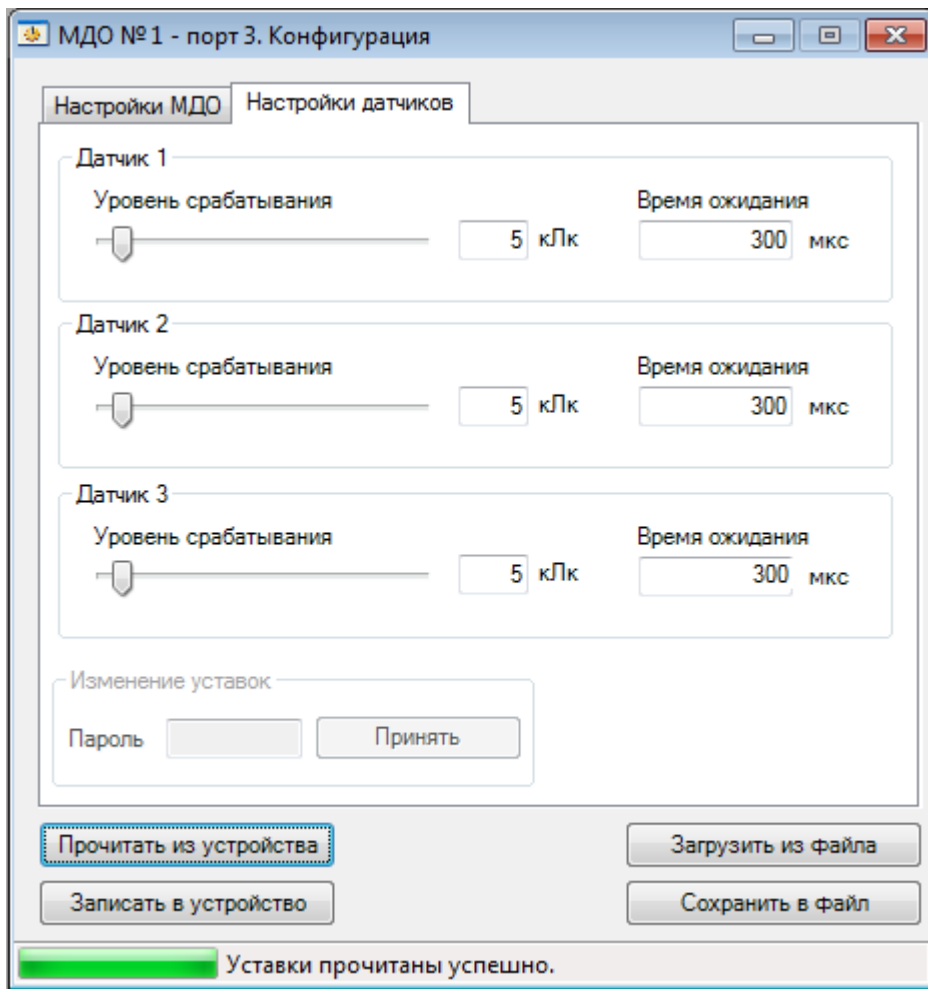 МДО №1 - порт 3. Конфигурация
Настройки МДО Настройки датчиков
Датчик 1
Уровень срабатывания Время ожидания
5 кЛк 300 мкс
Датчик 2
Уровень срабатывания Время ожидания
5 кЛк 300 мкс
Датчик 3
Уровень срабатывания Время ожидания
5 кЛк 300 мкс
Изменение уставок
Пароль Принять
Прочитать из устройства Загрузить из файла
Записать в устройство Сохранить в файл
Уставки прочитаны успешно.